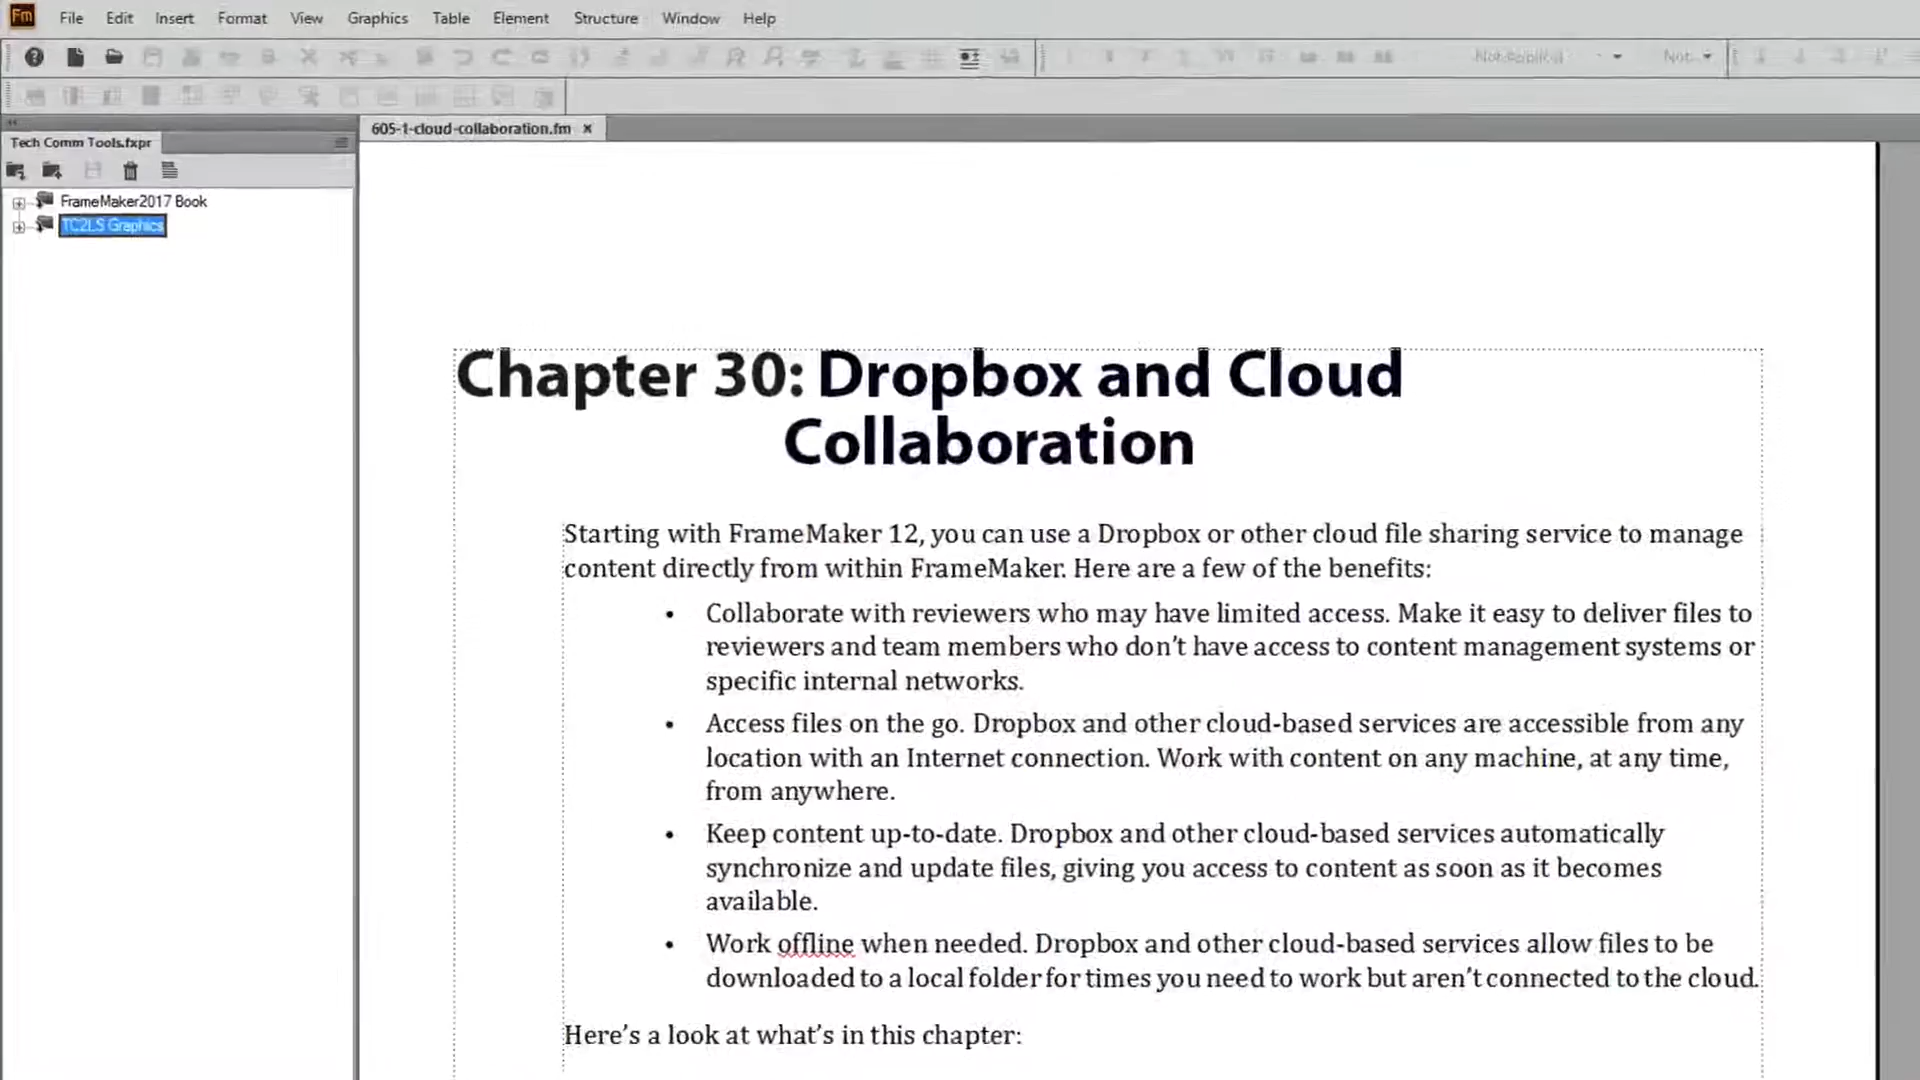 Fm File Edit Insert Format View Graphics Table Element Structure Window Help
Not Applical Not
605-1-cloud-collaboration.fm ×
Tech Comm Tools.fxpr
FrameMaker2017 Book
TC2LS Graphics
Chapter 30: Dropbox and Cloud
Collaboration
Starting with FrameMaker 12, you can use a Dropbox or other cloud file sharing service to manage
content directly from within FrameMaker. Here are a few of the benefits:
• Collaborate with reviewers who may have limited access. Make it easy to deliver files to
reviewers and team members who don’t have access to content management systems or
specific internal networks.
• Access files on the go. Dropbox and other cloud-based services are accessible from any
location with an Internet connection. Work with content on any machine, at any time,
from anywhere.
• Keep content up-to-date. Dropbox and other cloud-based services automatically
synchronize and update files, giving you access to content as soon as it becomes
available.
• Work offline when needed. Dropbox and other cloud-based services allow files to be
downloaded to a local folder for times you need to work but aren’t connected to the cloud.
Here’s a look at what’s in this chapter: